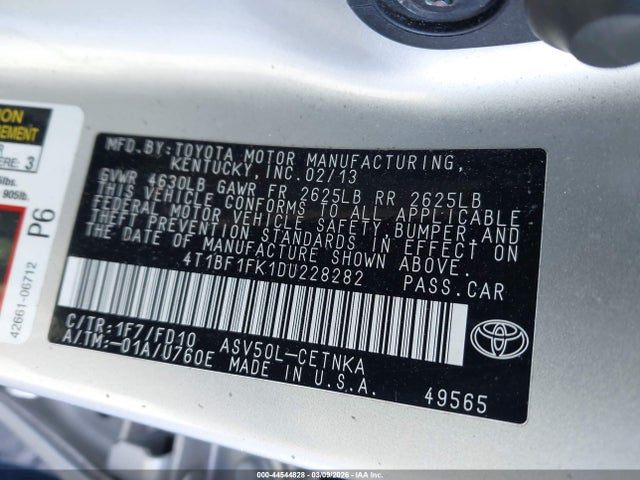 MFD. BY: TOYOTA MOTOR MANUFACTURING,
KENTUCKY, INC. 02/13
GVWR 4630LB GAWR FR 2625LB RR 2625LB
THIS VEHICLE CONFORMS TO ALL APPLICABLE
FEDERAL MOTOR VEHICLE SAFETY, BUMPER, AND
THEFT PREVENTION STANDARDS IN EFFECT ON
THE DATE OF MANUFACTURE SHOWN ABOVE.
4T1BF1FK1DU228282 PASS.CAR
C/TR: 1F7/FD10 ASV50L-CETNKA
A/TM: -01A/U760E MADE IN U.S.A.
TOYOTA
49565
3
905lb.
P6
42661-06712
000-44544828 - 03/09/2026 - IAA Inc.